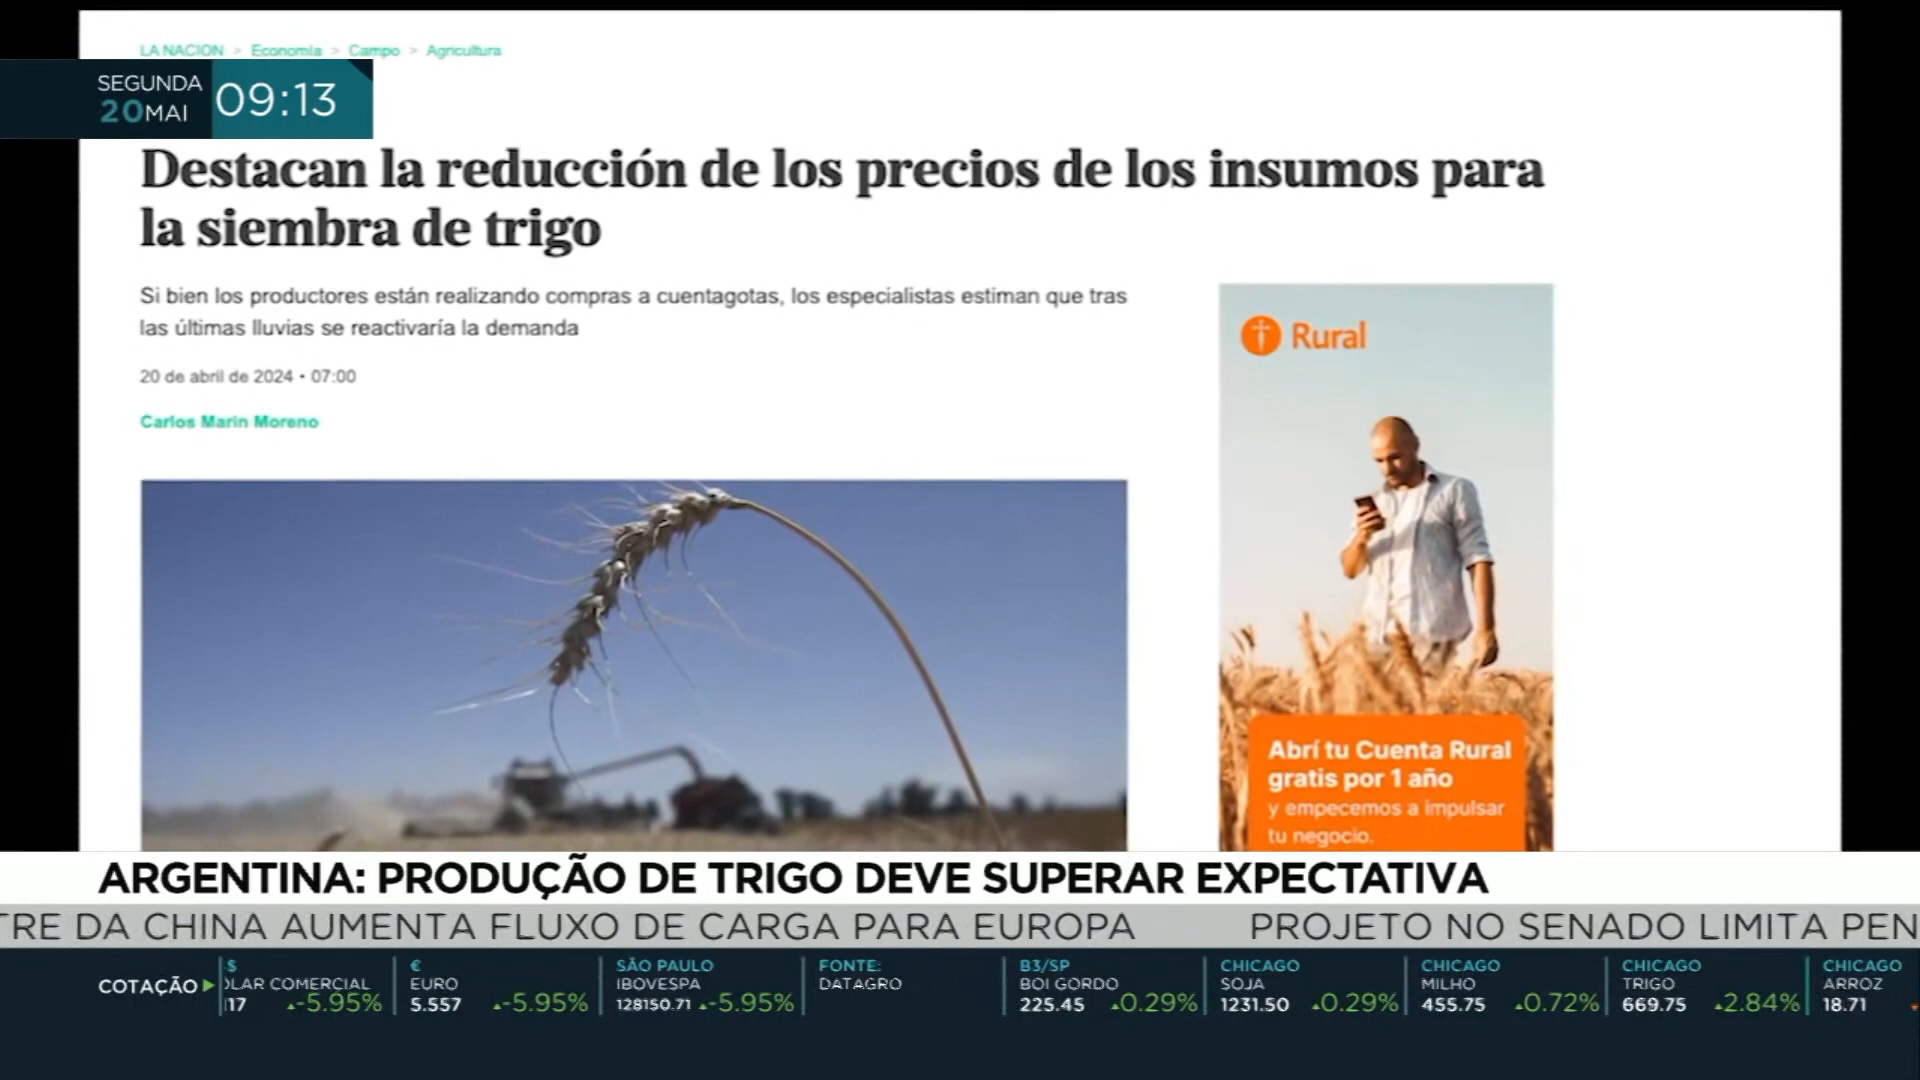 LA NACION > Economía > Campo > Agricultura
SEGUNDA
20 MAI
09:13
Destacan la reducción de los precios de los insumos para
la siembra de trigo
Si bien los productores están realizando compras a cuentagotas, los especialistas estiman que tras
las últimas lluvias se reactivaría la demanda
20 de abril de 2024 • 07:00
Carlos Marin Moreno
Rural
Abrí tu Cuenta Rural
gratis por 1 año
y empecemos a impulsar
tu negocio.
ARGENTINA: PRODUÇÃO DE TRIGO DEVE SUPERAR EXPECTATIVA
TRE DA CHINA AUMENTA FLUXO DE CARGA PARA EUROPA PROJETO NO SENADO LIMITA PEN
COTAÇÃO
$
LAR COMERCIAL
17 -5.95%
€
EURO
5.557 -5.95%
SÃO PAULO
IBOVESPA
128150.71 -5.95%
FONTE:
DATAGRO
B3/SP
BOI GORDO
225.45 0.29%
CHICAGO
SOJA
1231.50 0.29%
CHICAGO
MILHO
455.75 0.72%
CHICAGO
TRIGO
669.75 2.84%
CHICAGO
ARROZ
18.71